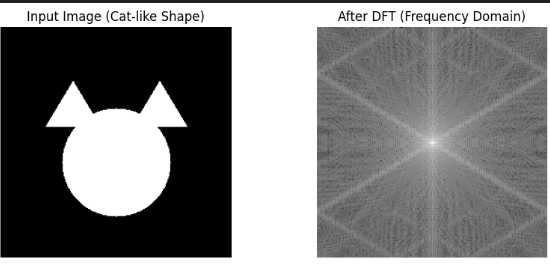 Input Image (Cat-like Shape)
After DFT (Frequency Domain)